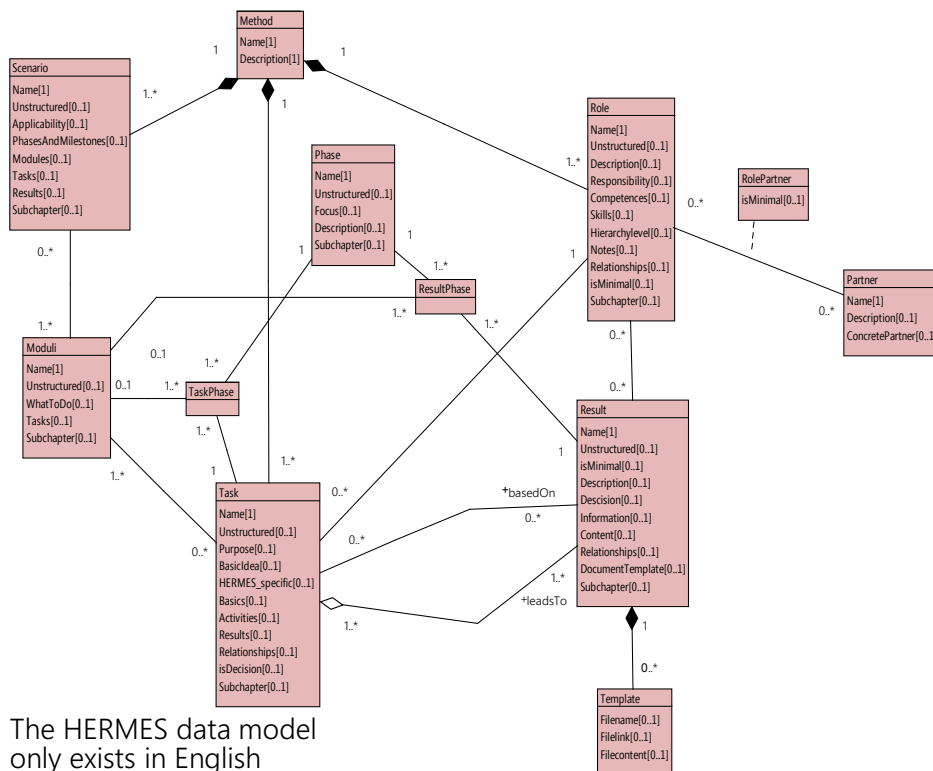 Method
Name[1]
Description[1]
1
1
1
Scenario
Name[1]
Unstructured[0..1]
Applicability[0..1]
PhasesAndMilestones[0..1]
Modules[0..1]
Tasks[0..1]
Results[0..1]
Subchapter[0..1]
1..*
0..*
Phase
Name[1]
Unstructured[0..1]
Focus[0..1]
Description[0..1]
Subchapter[0..1]
1
1
1..*
Role
Name[1]
Unstructured[0..1]
Description[0..1]
Responsibility[0..1]
Competences[0..1]
Skills[0..1]
Hierarchylevel[0..1]
Notes[0..1]
Relationships[0..1]
isMinimal[0..1]
Subchapter[0..1]
1..*
1
0..*
0..*
RolePartner
isMinimal[0..1]
Partner
Name[1]
Description[0..1]
ConcretePartner[0..1]
0..*
ResultPhase
1..*
1..*
Moduli
Name[1]
Unstructured[0..1]
WhatToDo[0..1]
Tasks[0..1]
Subchapter[0..1]
1..*
0..1
0..1
1..*
1..*
TaskPhase
1..*
1..*
1
1..*
0..*
Task
Name[1]
Unstructured[0..1]
Purpose[0..1]
BasicIdea[0..1]
HERMES_specific[0..1]
Basics[0..1]
Activities[0..1]
Results[0..1]
Relationships[0..1]
isDecision[0..1]
Subchapter[0..1]
0..*
0..*
1..*
+basedOn
0..*
1..*
+leadsTo
0..*
1
Result
Name[1]
Unstructured[0..1]
isMinimal[0..1]
Description[0..1]
Descision[0..1]
Information[0..1]
Content[0..1]
Relationships[0..1]
DocumentTemplate[0..1]
Subchapter[0..1]
1
0..*
Template
Filename[0..1]
Filelink[0..1]
Filecontent[0..1]
The HERMES data model
only exists in English